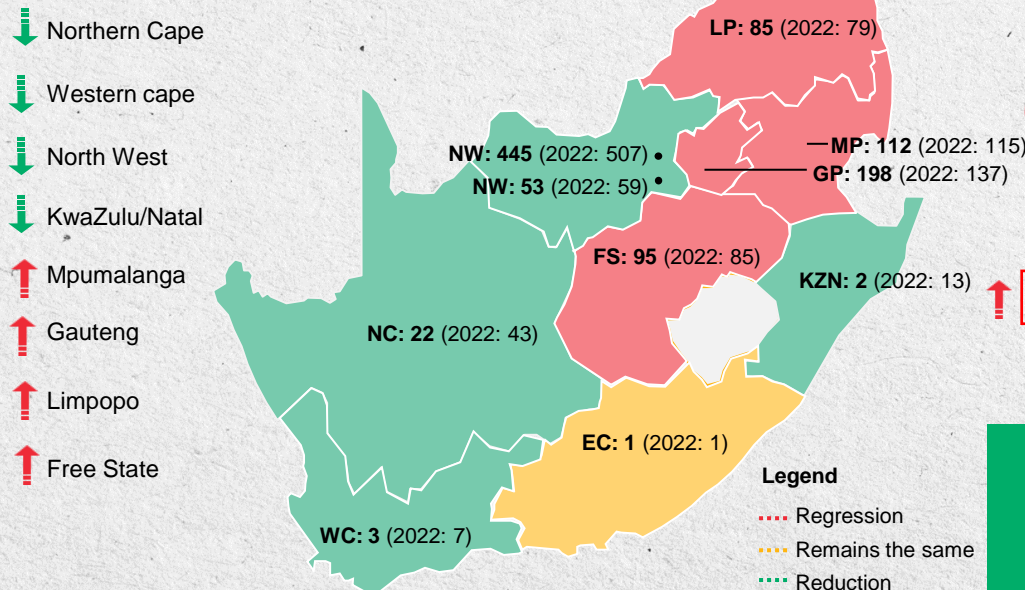 Northern Cape
Western cape
North West
KwaZulu/Natal
Mpumalanga
Gauteng
Limpopo
Free State
LP: 85 (2022: 79)
MP: 112 (2022: 115)
GP: 198 (2022: 137)
NW: 445 (2022: 507)
NW: 53 (2022: 59)
FS: 95 (2022: 85)
KZN: 2 (2022: 13)
NC: 22 (2022: 43)
EC: 1 (2022: 1)
WC: 3 (2022: 7)
Legend
Regression
Remains the same
Reduction